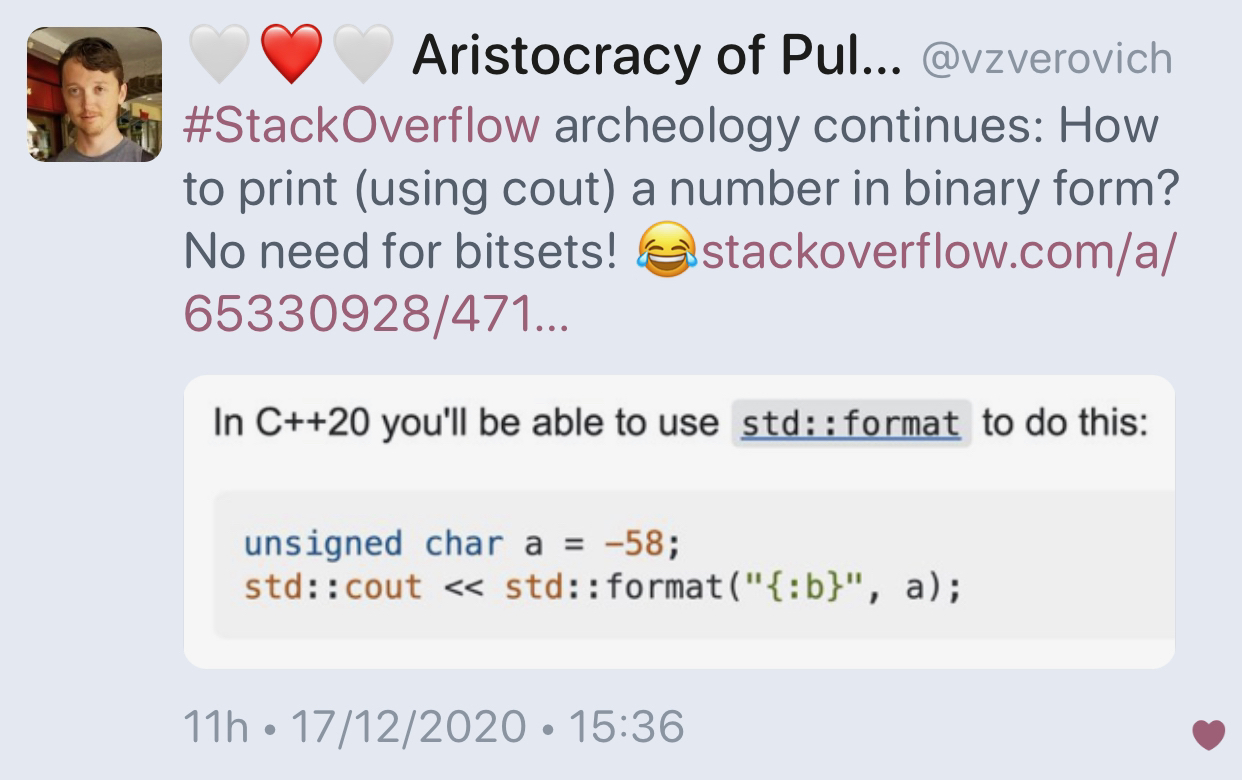 🤍❤️🤍 Aristocracy of Pul... @vzverovich
#StackOverflow archeology continues: How
to print (using cout) a number in binary form?
No need for bitsets! 😂stackoverflow.com/a/
65330928/471...
In C++20 you'll be able to use std::format to do this:
unsigned char a = -58;
std::cout << std::format("{:b}", a);
11h • 17/12/2020 • 15:36